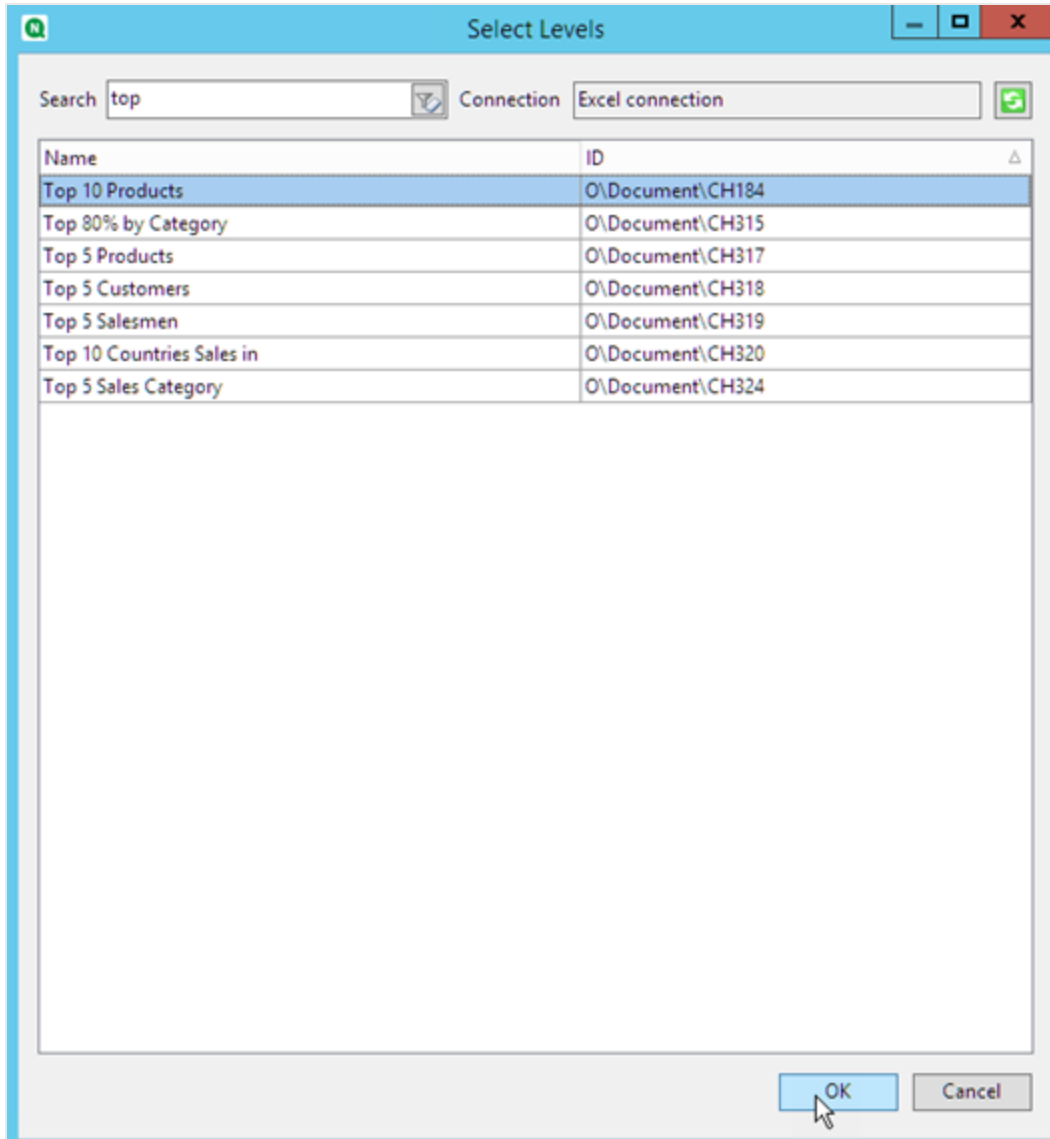 N
Select Levels
Search top Connection Excel connection
Name ID
Top 10 Products O\Document\CH184
Top 80% by Category O\Document\CH315
Top 5 Products O\Document\CH317
Top 5 Customers O\Document\CH318
Top 5 Salesmen O\Document\CH319
Top 10 Countries Sales in O\Document\CH320
Top 5 Sales Category O\Document\CH324
OK Cancel